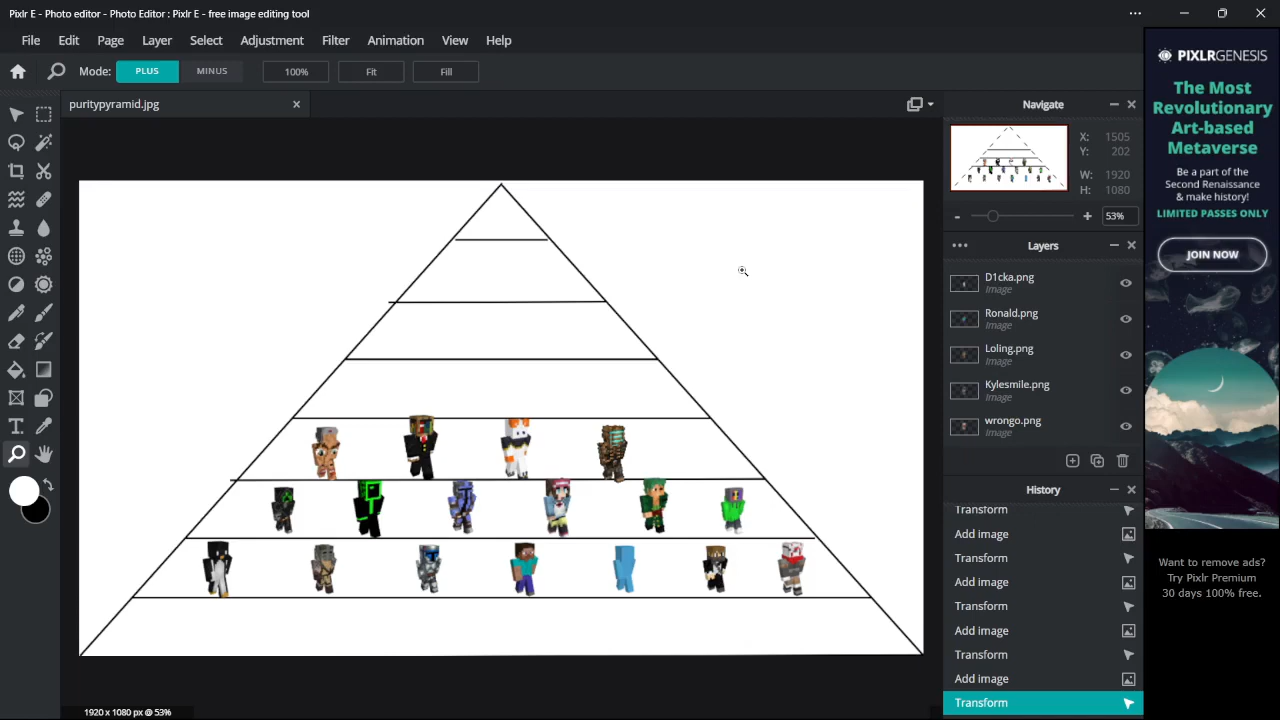 Pixlr E - Photo editor - Photo Editor : Pixlr E - free image editing tool
File Edit Page Layer Select Adjustment Filter Animation View Help
Mode: PLUS MINUS 100% Fit Fill
puritypyramid.jpg
Navigate
X: 1505
Y: 202
W: 1920
H: 1080
53%
Layers
D1cka.png
Image
Ronald.png
Image
Loling.png
Image
Kylesmile.png
Image
wrongo.png
Image
History
Transform
Add image
Transform
Add image
Transform
Add image
Transform
Add image
Transform
1920 x 1080 px @ 53%
PIXLRGENESIS
The Most
Revolutionary
Art-based
Metaverse
Be a part of the
Second Renaissance
& make history!
LIMITED PASSES ONLY
JOIN NOW
Want to remove ads?
Try Pixlr Premium
30 days 100% free.